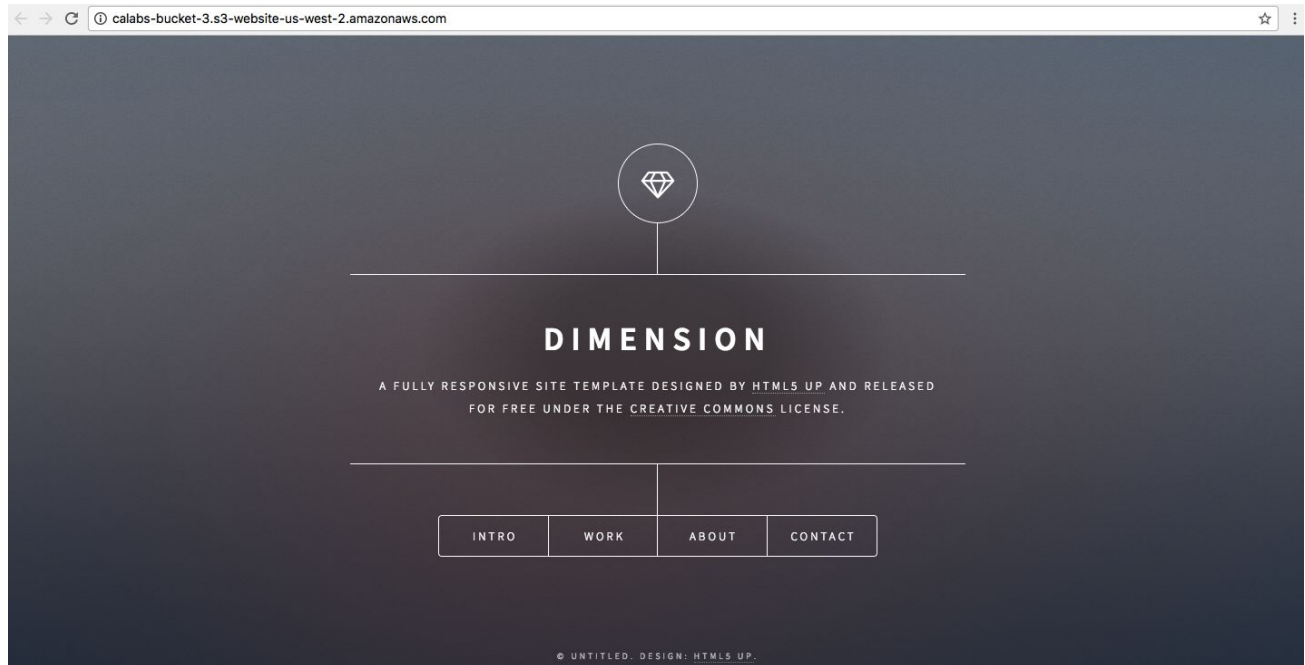 calabs-bucket-3.s3-website-us-west-2.amazonaws.com
DIMENSION
A FULLY RESPONSIVE SITE TEMPLATE DESIGNED BY HTML5 UP AND RELEASED
FOR FREE UNDER THE CREATIVE COMMONS LICENSE.
INTRO WORK ABOUT CONTACT
© UNTITLED. DESIGN: HTML5 UP.